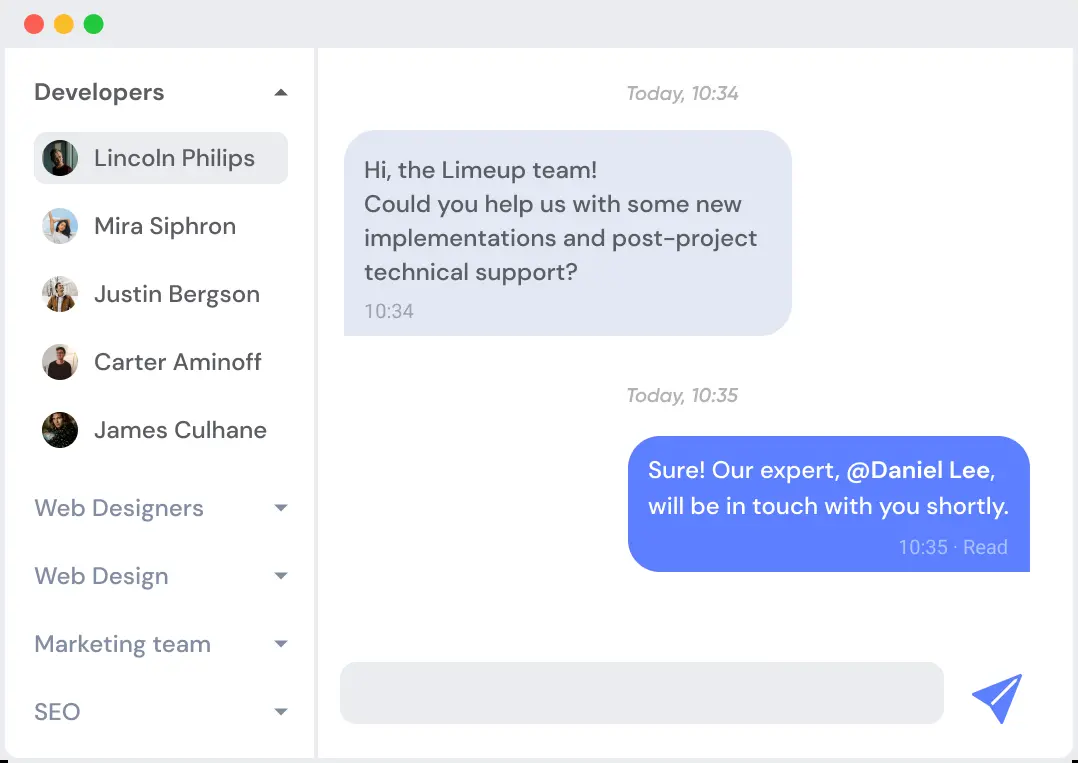 Developers
Lincoln Philips
Mira Siphron
Justin Bergson
Carter Aminoff
James Culhane
Web Designers
Web Design
Marketing team
SEO
Today, 10:34
Hi, the Limeup team!
Could you help us with some new
implementations and post-project
technical support?
10:34
Today, 10:35
Sure! Our expert, @Daniel Lee,
will be in touch with you shortly.
10:35 · Read